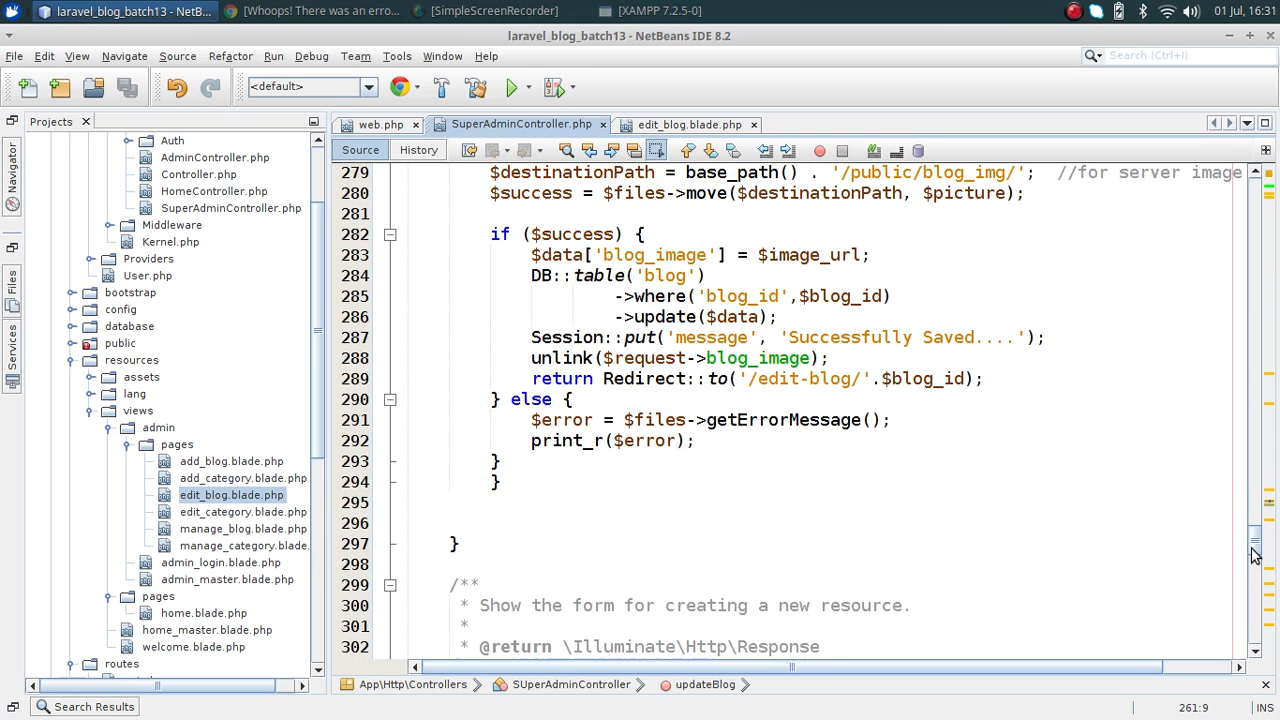 laravel_blog_batch13 - NetBe...
[Whoops! There was an erro...
[SimpleScreenRecorder]
[XAMPP 7.2.5-0]
01 Jul, 16:31
laravel_blog_batch13 - NetBeans IDE 8.2
File Edit View Navigate Source Refactor Run Debug Team Tools Window Help
Search (Ctrl+I)
<default>
Projects
web.php
SuperAdminController.php
edit_blog.blade.php
Source History
Navigator
Files
Services
Auth
AdminController.php
Controller.php
HomeController.php
SuperAdminController.php
Middleware
Kernel.php
Providers
User.php
bootstrap
config
database
public
resources
assets
lang
views
admin
pages
add_blog.blade.php
add_category.blade.php
edit_blog.blade.php
edit_category.blade.php
manage_blog.blade.php
manage_category.blade.
admin_login.blade.php
admin_master.blade.php
pages
home.blade.php
home_master.blade.php
welcome.blade.php
routes
279 $destinationPath = base_path() . '/public/blog_img/'; //for server image
280 $success = $files->move($destinationPath, $picture);
281
282 if ($success) {
283 $data['blog_image'] = $image_url;
284 DB::table('blog')
285 ->where('blog_id',$blog_id)
286 ->update($data);
287 Session::put('message', 'Successfully Saved....');
288 unlink($request->blog_image);
289 return Redirect::to('/edit-blog/'.$blog_id);
290 } else {
291 $error = $files->getErrorMessage();
292 print_r($error);
293 }
294 }
295
296
297 }
298
299 /**
300 * Show the form for creating a new resource.
301 *
302 * @return \Illuminate\Http\Response
App\Http\Controllers
SUperAdminController
updateBlog
Search Results
261:9
INS